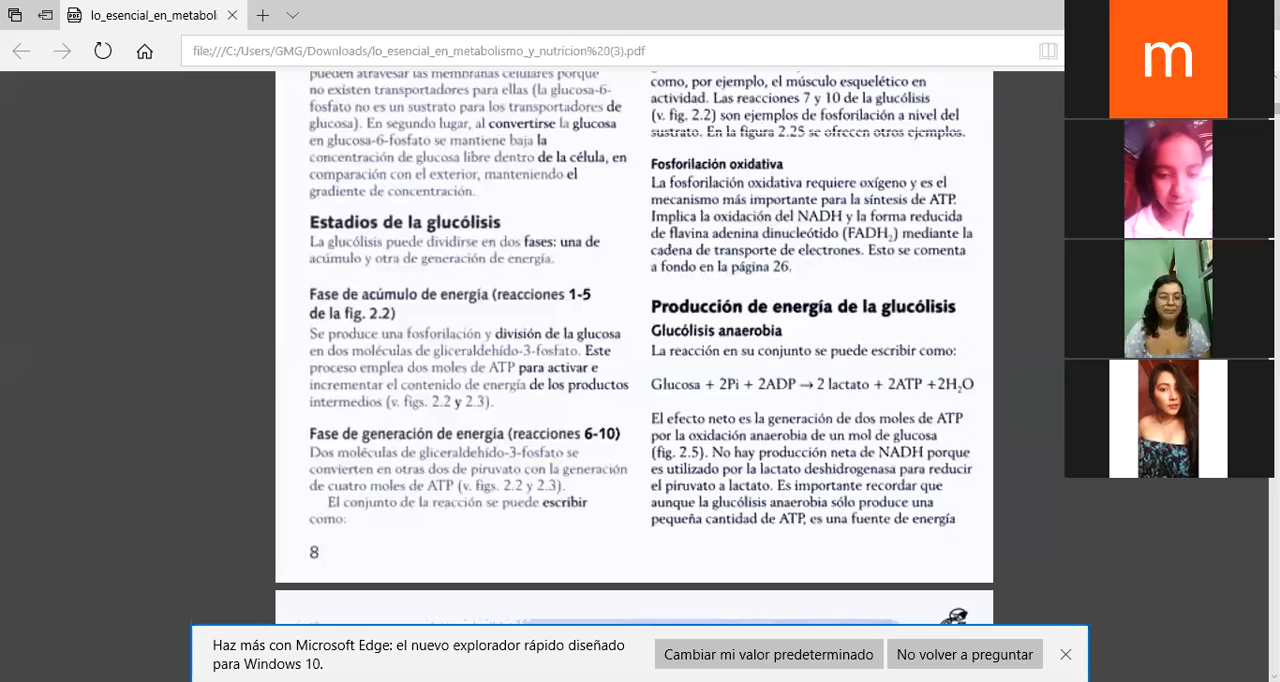 lo_esencial_en_metabol
file:///C:/Users/GMG/Downloads/lo_esencial_en_metabolismo_y_nutricion%20(3).pdf
pueden atravesar las membranas celulares porque
no existen transportadores para ellas (la glucosa-6-
fosfato no es un sustrato para los transportadores de
glucosa). En segundo lugar, al convertirse la glucosa
en glucosa-6-fosfato se mantiene baja la
concentración de glucosa libre dentro de la célula, en
comparación con el exterior, manteniendo el
gradiente de concentración.
Estadios de la glucólisis
La glucólisis puede dividirse en dos fases: una de
acúmulo y otra de generación de energía.
Fase de acúmulo de energía (reacciones 1-5
de la fig. 2.2)
Se produce una fosforilación y división de la glucosa
en dos moléculas de gliceraldehído-3-fosfato. Este
proceso emplea dos moles de ATP para activar e
incrementar el contenido de energía de los productos
intermedios (v. figs. 2.2 y 2.3).
Fase de generación de energía (reacciones 6-10)
Dos moléculas de gliceraldehído-3-fosfato se
convierten en otras dos de piruvato con la generación
de cuatro moles de ATP (v. figs. 2.2 y 2.3).
El conjunto de la reacción se puede escribir
como:
8
como, por ejemplo, el músculo esquelético en
actividad. Las reacciones 7 y 10 de la glucólisis
(v. fig. 2.2) son ejemplos de fosforilación a nivel del
sustrato. En la figura 2.25 se ofrecen otros ejemplos.
Fosforilación oxidativa
La fosforilación oxidativa requiere oxígeno y es el
mecanismo más importante para la síntesis de ATP.
Implica la oxidación del NADH y la forma reducida
de flavina adenina dinucleótido (FADH₂) mediante la
cadena de transporte de electrones. Esto se comenta
a fondo en la página 26.
Producción de energía de la glucólisis
Glucólisis anaerobia
La reacción en su conjunto se puede escribir como:
Glucosa + 2Pi + 2ADP → 2 lactato + 2ATP +2H₂O
El efecto neto es la generación de dos moles de ATP
por la oxidación anaerobia de un mol de glucosa
(fig. 2.5). No hay producción neta de NADH porque
es utilizado por la lactato deshidrogenasa para reducir
el piruvato a lactato. Es importante recordar que
aunque la glucólisis anaerobia sólo produce una
pequeña cantidad de ATP, es una fuente de energía
m
Haz más con Microsoft Edge: el nuevo explorador rápido diseñado
para Windows 10.
Cambiar mi valor predeterminado
No volver a preguntar